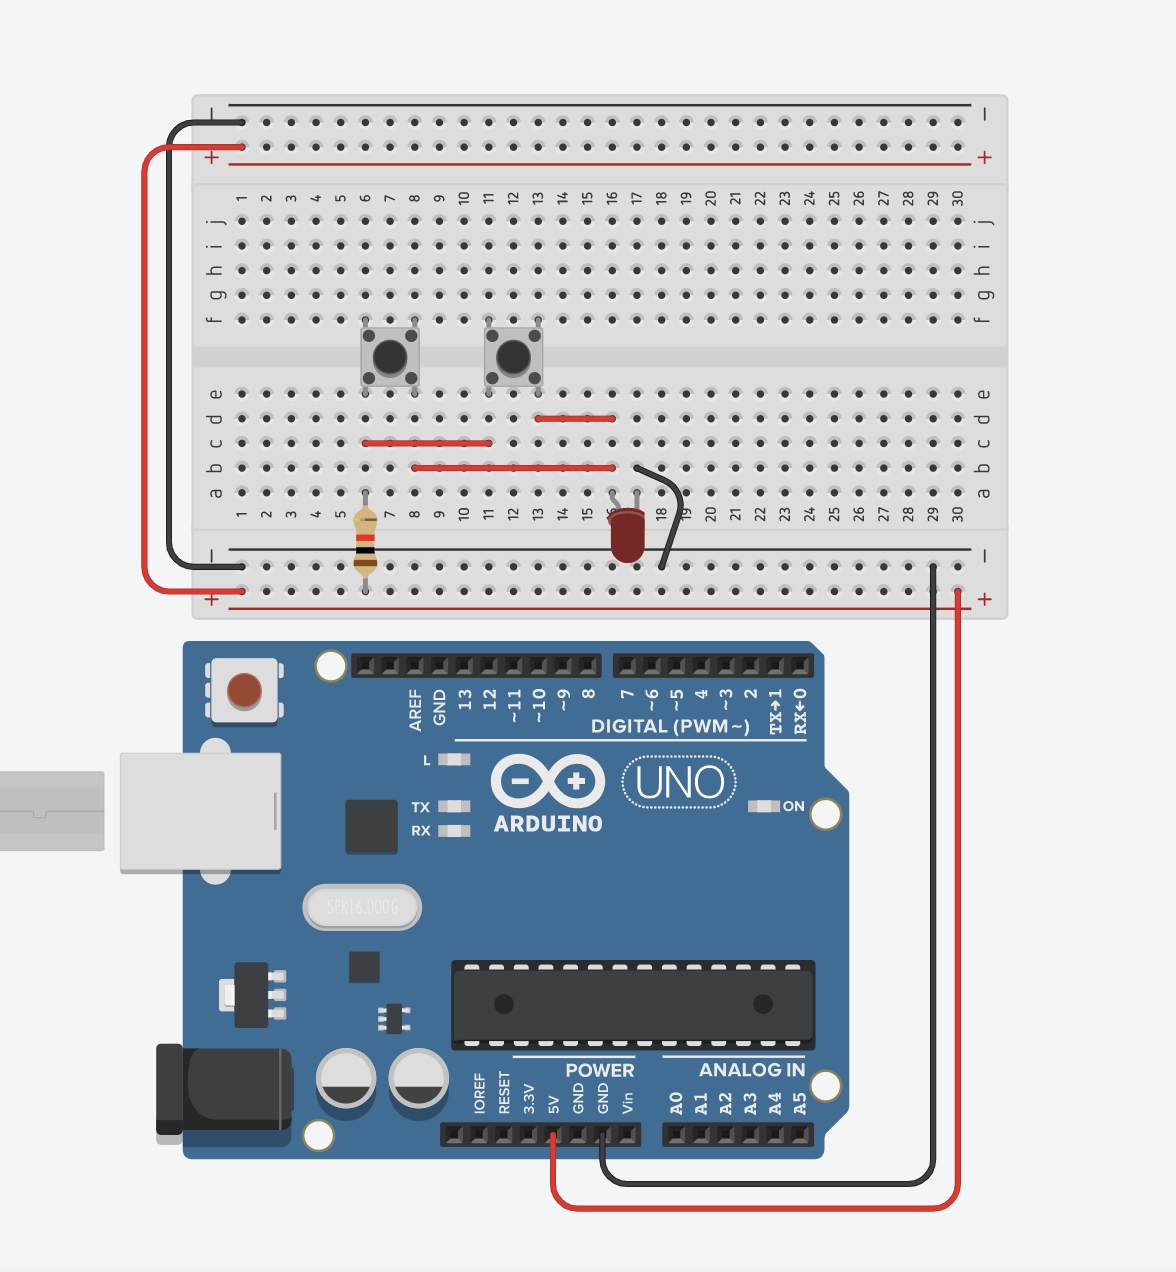 − −
+ +
1 2 3 4 5 6 7 8 9 10 11 12 13 14 15 16 17 18 19 20 21 22 23 24 25 26 27 28 29 30
j j
i i
h h
g g
f f
e e
d d
c c
b b
a a
1 2 3 4 5 6 7 8 9 10 11 12 13 14 15 16 17 18 19 20 21 22 23 24 25 26 27 28 29 30
− −
+ +
AREF GND 13 12 ~11 ~10 ~9 8 7 ~6 ~5 4 ~3 2 TX→1 RX←0
DIGITAL (PWM~)
L
UNO
TX
RX
ON
ARDUINO
SPK16.000G
POWER ANALOG IN
IOREF RESET 3.3V 5V GND GND Vin A0 A1 A2 A3 A4 A5